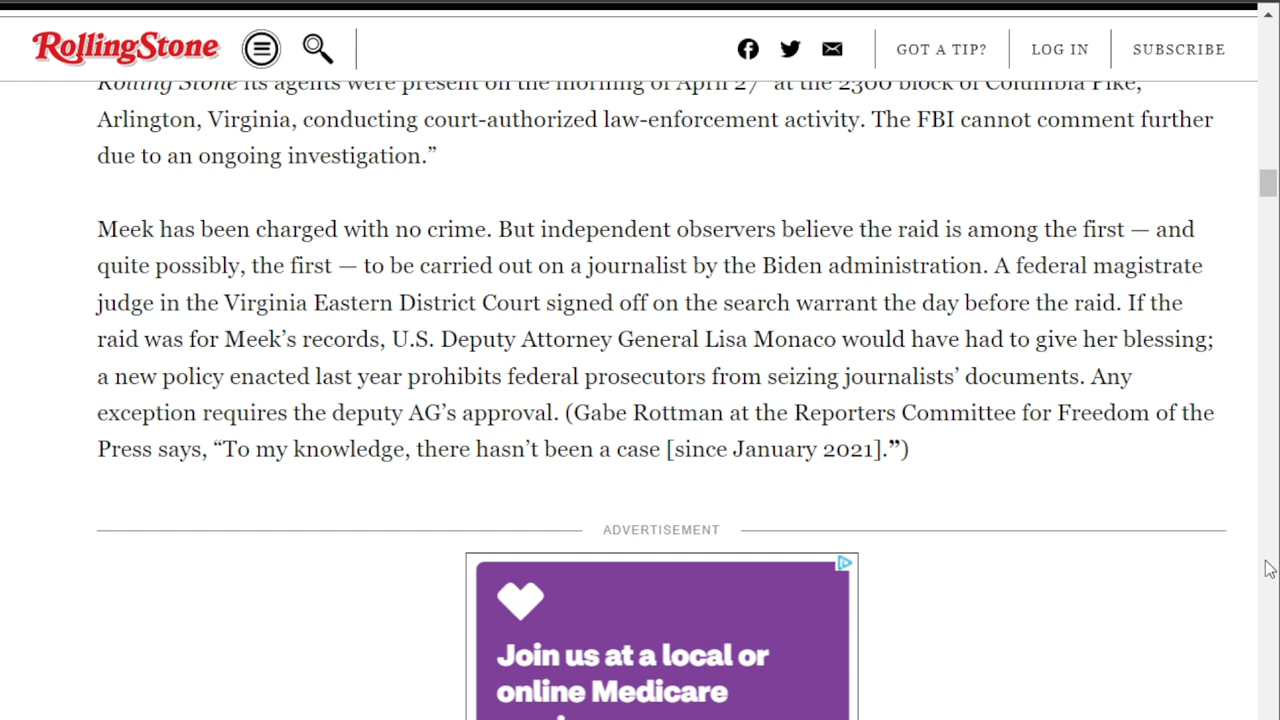 RollingStone
GOT A TIP?
LOG IN
SUBSCRIBE
Rolling Stone its agents were present on the morning of April 27 at the 2300 block of Columbia Pike,
Arlington, Virginia, conducting court-authorized law-enforcement activity. The FBI cannot comment further
due to an ongoing investigation.”
Meek has been charged with no crime. But independent observers believe the raid is among the first — and
quite possibly, the first — to be carried out on a journalist by the Biden administration. A federal magistrate
judge in the Virginia Eastern District Court signed off on the search warrant the day before the raid. If the
raid was for Meek’s records, U.S. Deputy Attorney General Lisa Monaco would have had to give her blessing;
a new policy enacted last year prohibits federal prosecutors from seizing journalists’ documents. Any
exception requires the deputy AG’s approval. (Gabe Rottman at the Reporters Committee for Freedom of the
Press says, “To my knowledge, there hasn’t been a case [since January 2021].”)
ADVERTISEMENT
Join us at a local or
online Medicare